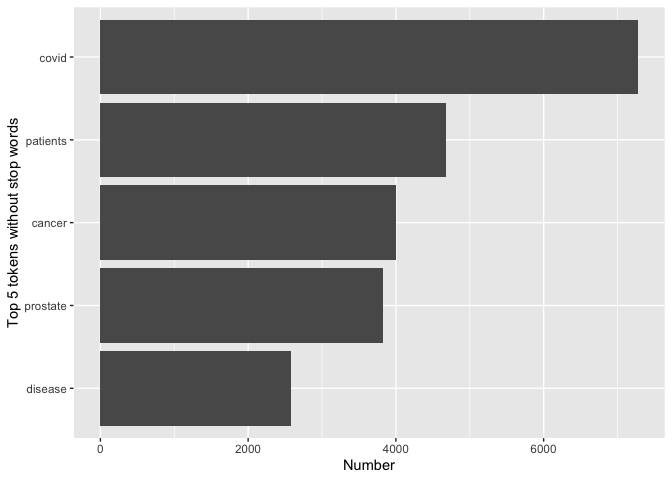 Top 5 tokens without stop words
covid
patients
cancer
prostate
disease
0 2000 4000 6000
Number